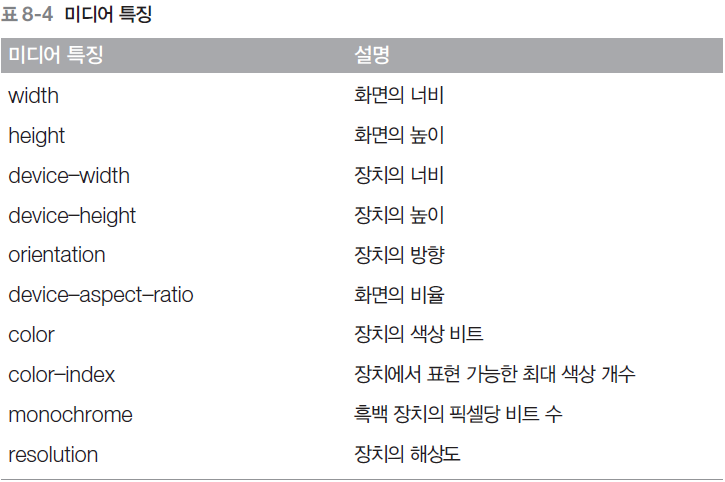 표 8-4 미디어 특징
미디어 특징 설명
width 화면의 너비
height 화면의 높이
device–width 장치의 너비
device–height 장치의 높이
orientation 장치의 방향
device–aspect–ratio 화면의 비율
color 장치의 색상 비트
color–index 장치에서 표현 가능한 최대 색상 개수
monochrome 흑백 장치의 픽셀당 비트 수
resolution 장치의 해상도